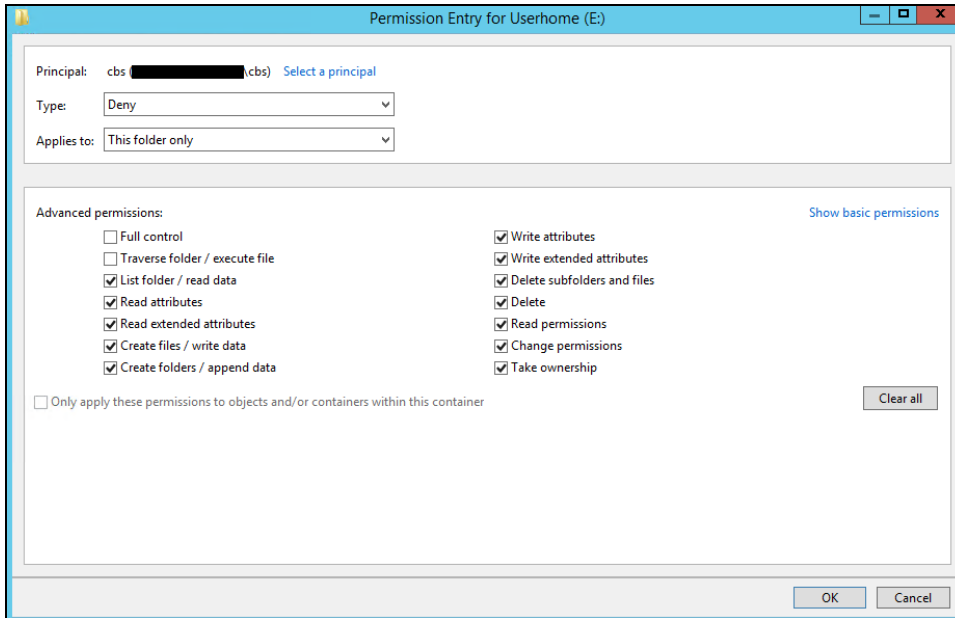 Permission Entry for Userhome (E:)
Principal: cbs ( \cbs) Select a principal
Type: Deny
Applies to: This folder only
Advanced permissions: Show basic permissions
Full control Write attributes
Traverse folder / execute file Write extended attributes
List folder / read data Delete subfolders and files
Read attributes Delete
Read extended attributes Read permissions
Create files / write data Change permissions
Create folders / append data Take ownership
Only apply these permissions to objects and/or containers within this container Clear all
OK Cancel